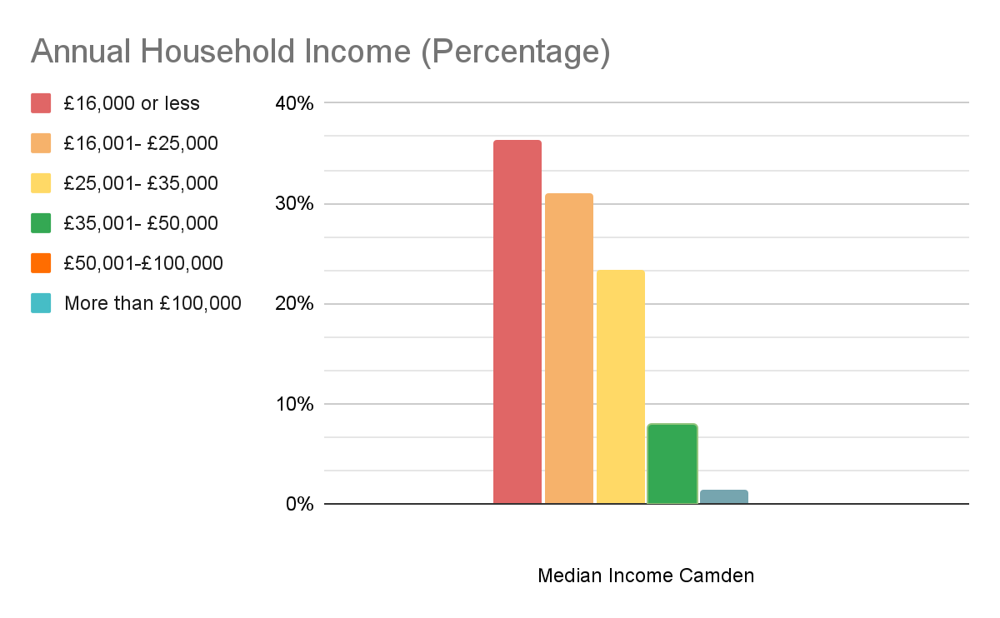 Annual Household Income (Percentage)
£16,000 or less
£16,001- £25,000
£25,001- £35,000
£35,001- £50,000
£50,001-£100,000
More than £100,000
40%
30%
20%
10%
0%
Median Income Camden